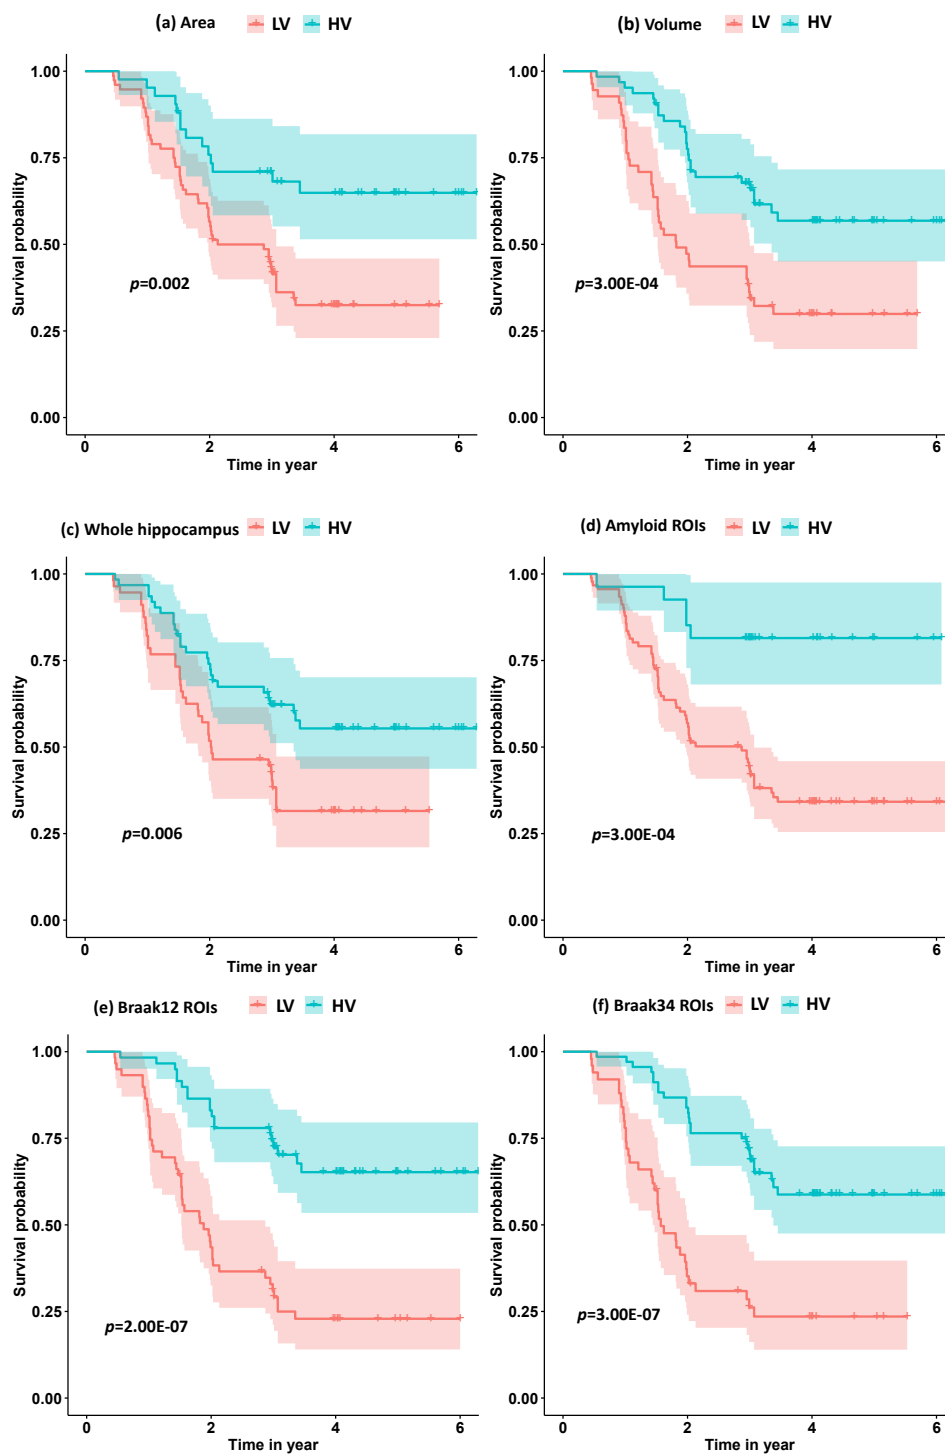 (a) Area LV HV
1.00
0.75
0.50
0.25
0.00
Survival probability
p=0.002
0 2 4 6
Time in year
(b) Volume LV HV
1.00
0.75
0.50
0.25
0.00
Survival probability
p=3.00E-04
0 2 4 6
Time in year
(c) Whole hippocampus LV HV
1.00
0.75
0.50
0.25
0.00
Survival probability
p=0.006
0 2 4 6
Time in year
(d) Amyloid ROIs LV HV
1.00
0.75
0.50
0.25
0.00
Survival probability
p=3.00E-04
0 2 4 6
Time in year
(e) Braak12 ROIs LV HV
1.00
0.75
0.50
0.25
0.00
Survival probability
p=2.00E-07
0 2 4 6
Time in year
(f) Braak34 ROIs LV HV
1.00
0.75
0.50
0.25
0.00
Survival probability
p=3.00E-07
0 2 4 6
Time in year